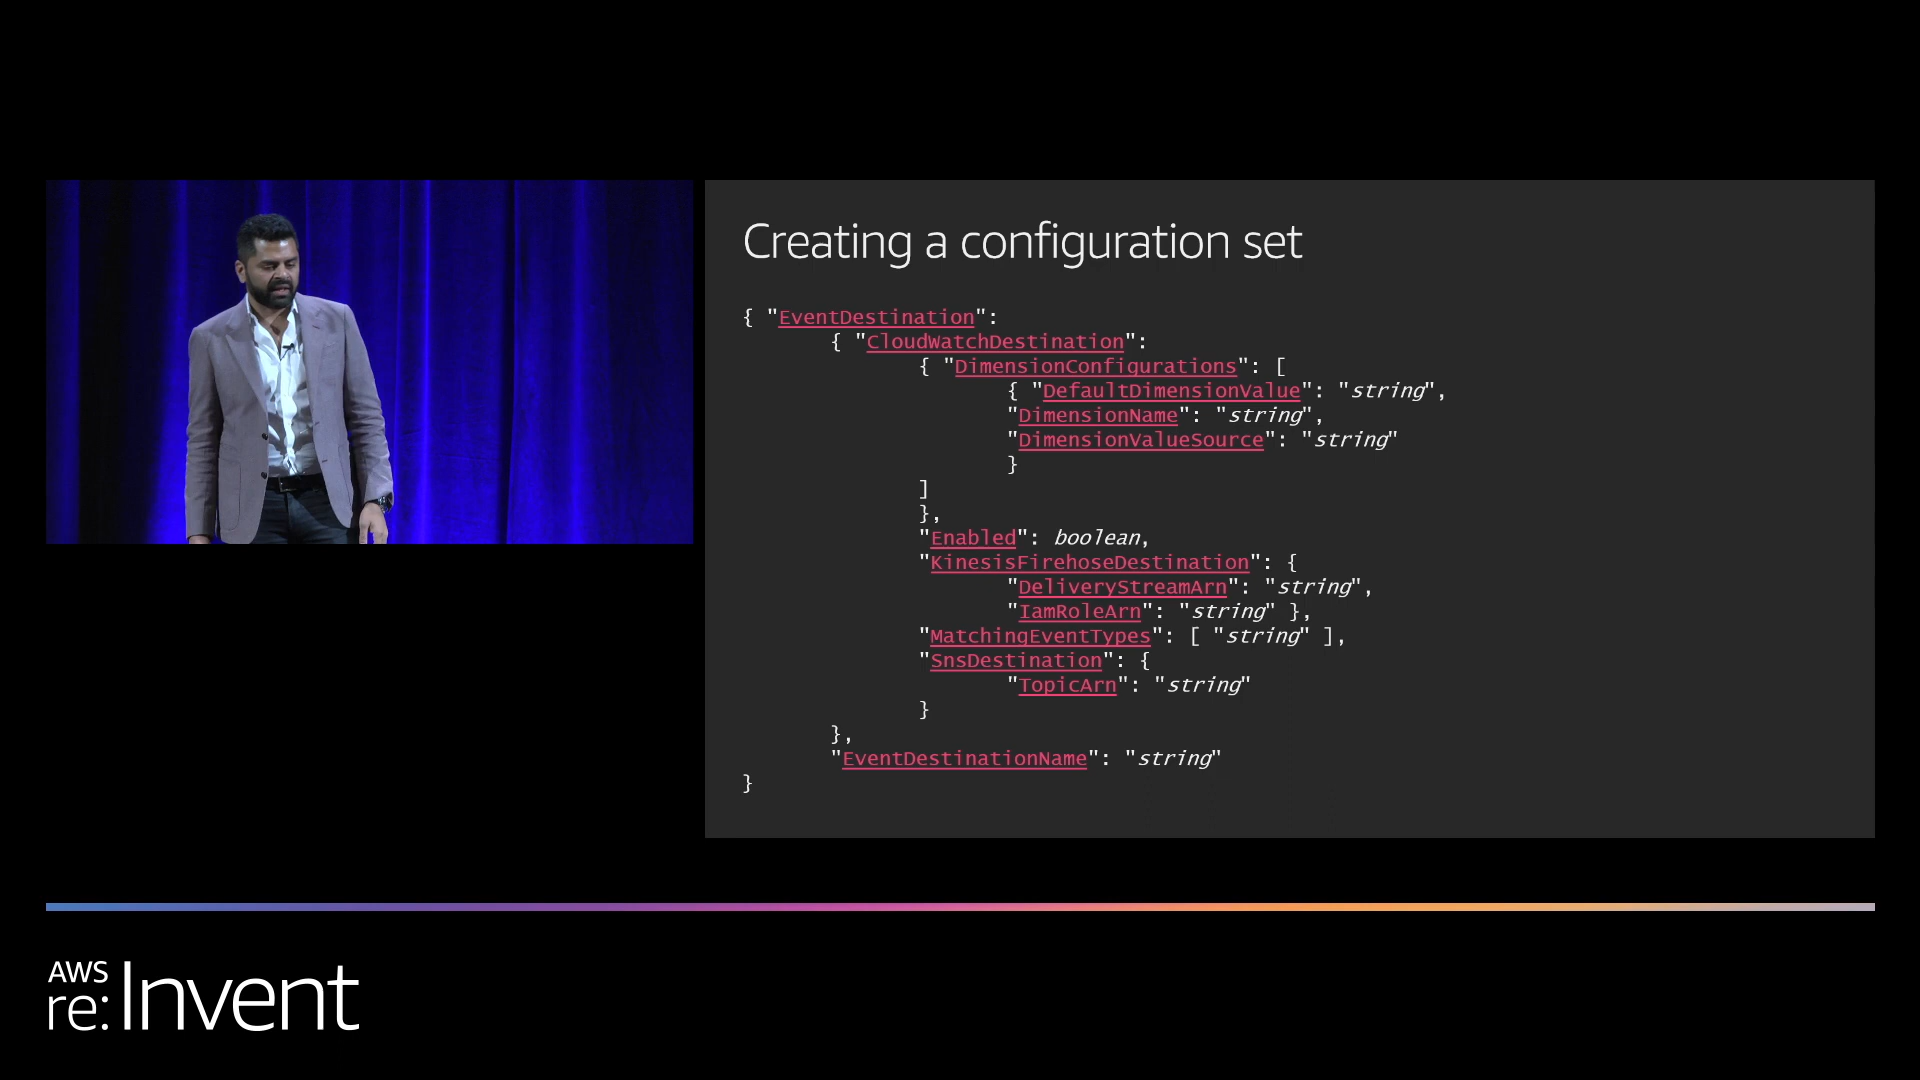 Creating a configuration set
{ "EventDestination":
{ "CloudWatchDestination":
{ "DimensionConfigurations": [
{ "DefaultDimensionValue": "string",
"DimensionName": "string",
"DimensionValueSource": "string"
}
]
},
"Enabled": boolean,
"KinesisFirehoseDestination": {
"DeliveryStreamArn": "string",
"IamRoleArn": "string" },
"MatchingEventTypes": [ "string" ],
"SnsDestination": {
"TopicArn": "string"
}
},
"EventDestinationName": "string"
}
AWS
re:Invent